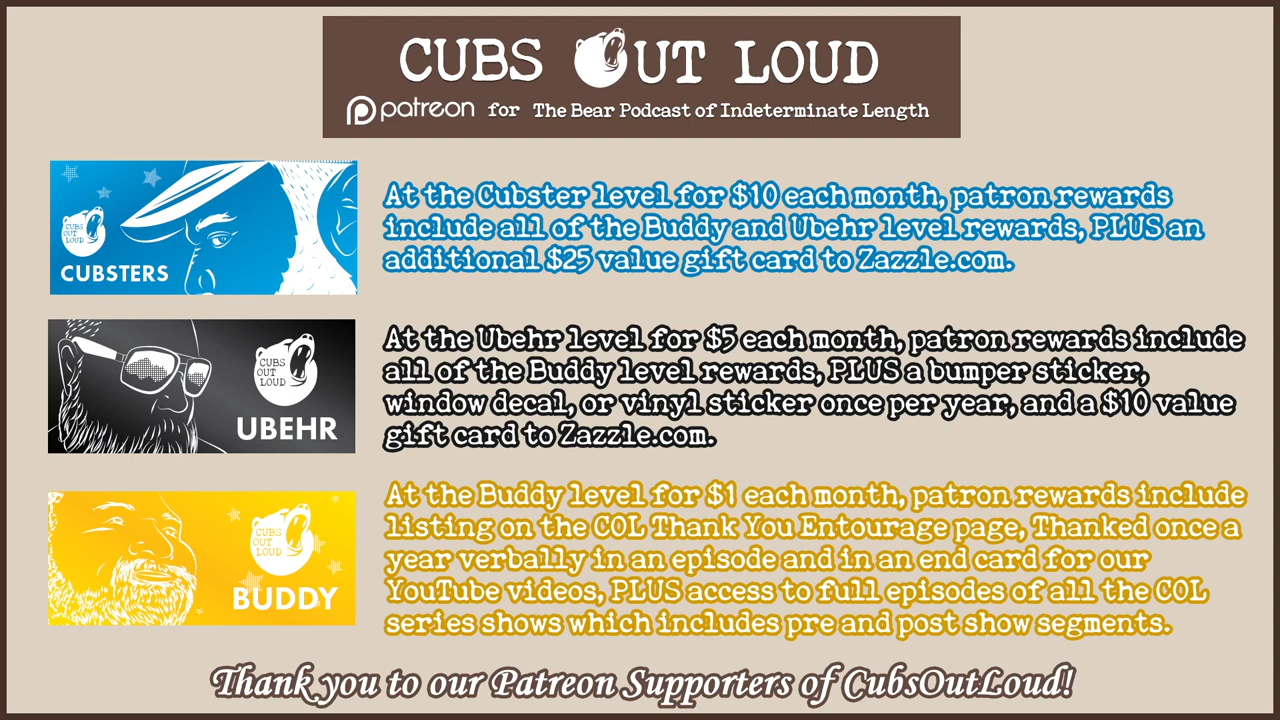 CUBS OUT LOUD
patreon for The Bear Podcast of Indeterminate Length
CUBS
OUT
LOUD
CUBSTERS
At the Cubster level for $10 each month, patron rewards
include all of the Buddy and Ubehr level rewards, PLUS an
additional $25 value gift card to Zazzle.com.
CUBS
OUT
LOUD
UBEHR
At the Ubehr level for $5 each month, patron rewards include
all of the Buddy level rewards, PLUS a bumper sticker,
window decal, or vinyl sticker once per year, and a $10 value
gift card to Zazzle.com.
CUBS
OUT
LOUD
BUDDY
At the Buddy level for $1 each month, patron rewards include
listing on the COL Thank You Entourage page, Thanked once a
year verbally in an episode and in an end card for our
YouTube videos, PLUS access to full episodes of all the COL
series shows which includes pre and post show segments.
Thank you to our Patreon Supporters of CubsOutLoud!